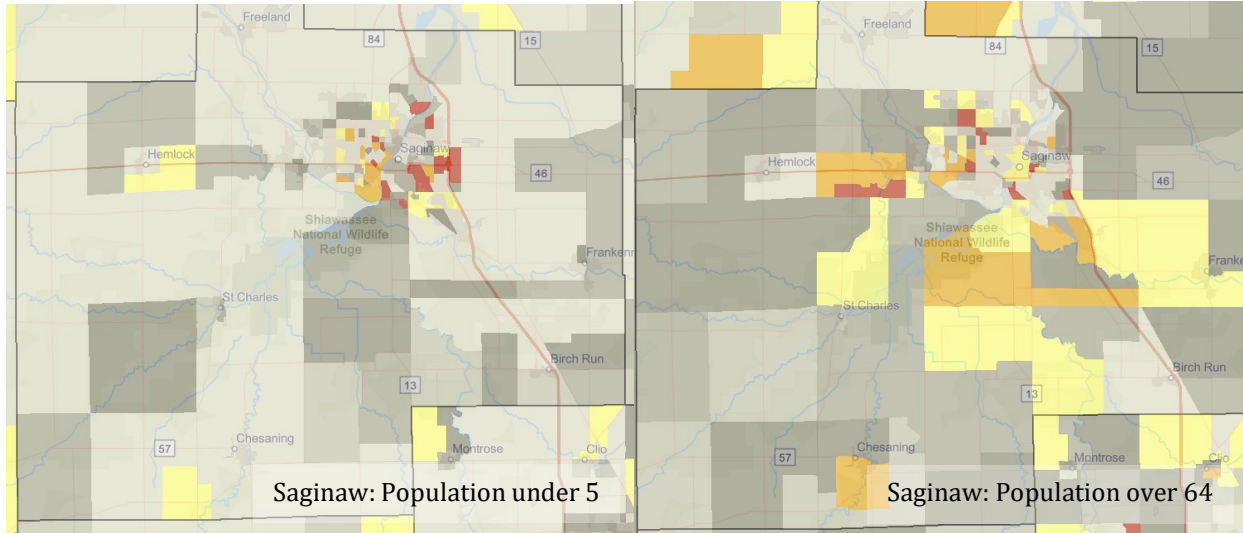 Freeland
84
15
Hemlock
Saginaw
46
Shiawassee
National Wildlife
Refuge
Frankenm
St Charles
Birch Run
13
57
Chesaning
Montrose
Clio
Saginaw: Population under 5
Freeland
84
15
Hemlock
Saginaw
46
Shiawassee
National Wildlife
Refuge
Franke
St Charles
Birch Run
13
57
Chesaning
Montrose
Clio
Saginaw: Population over 64